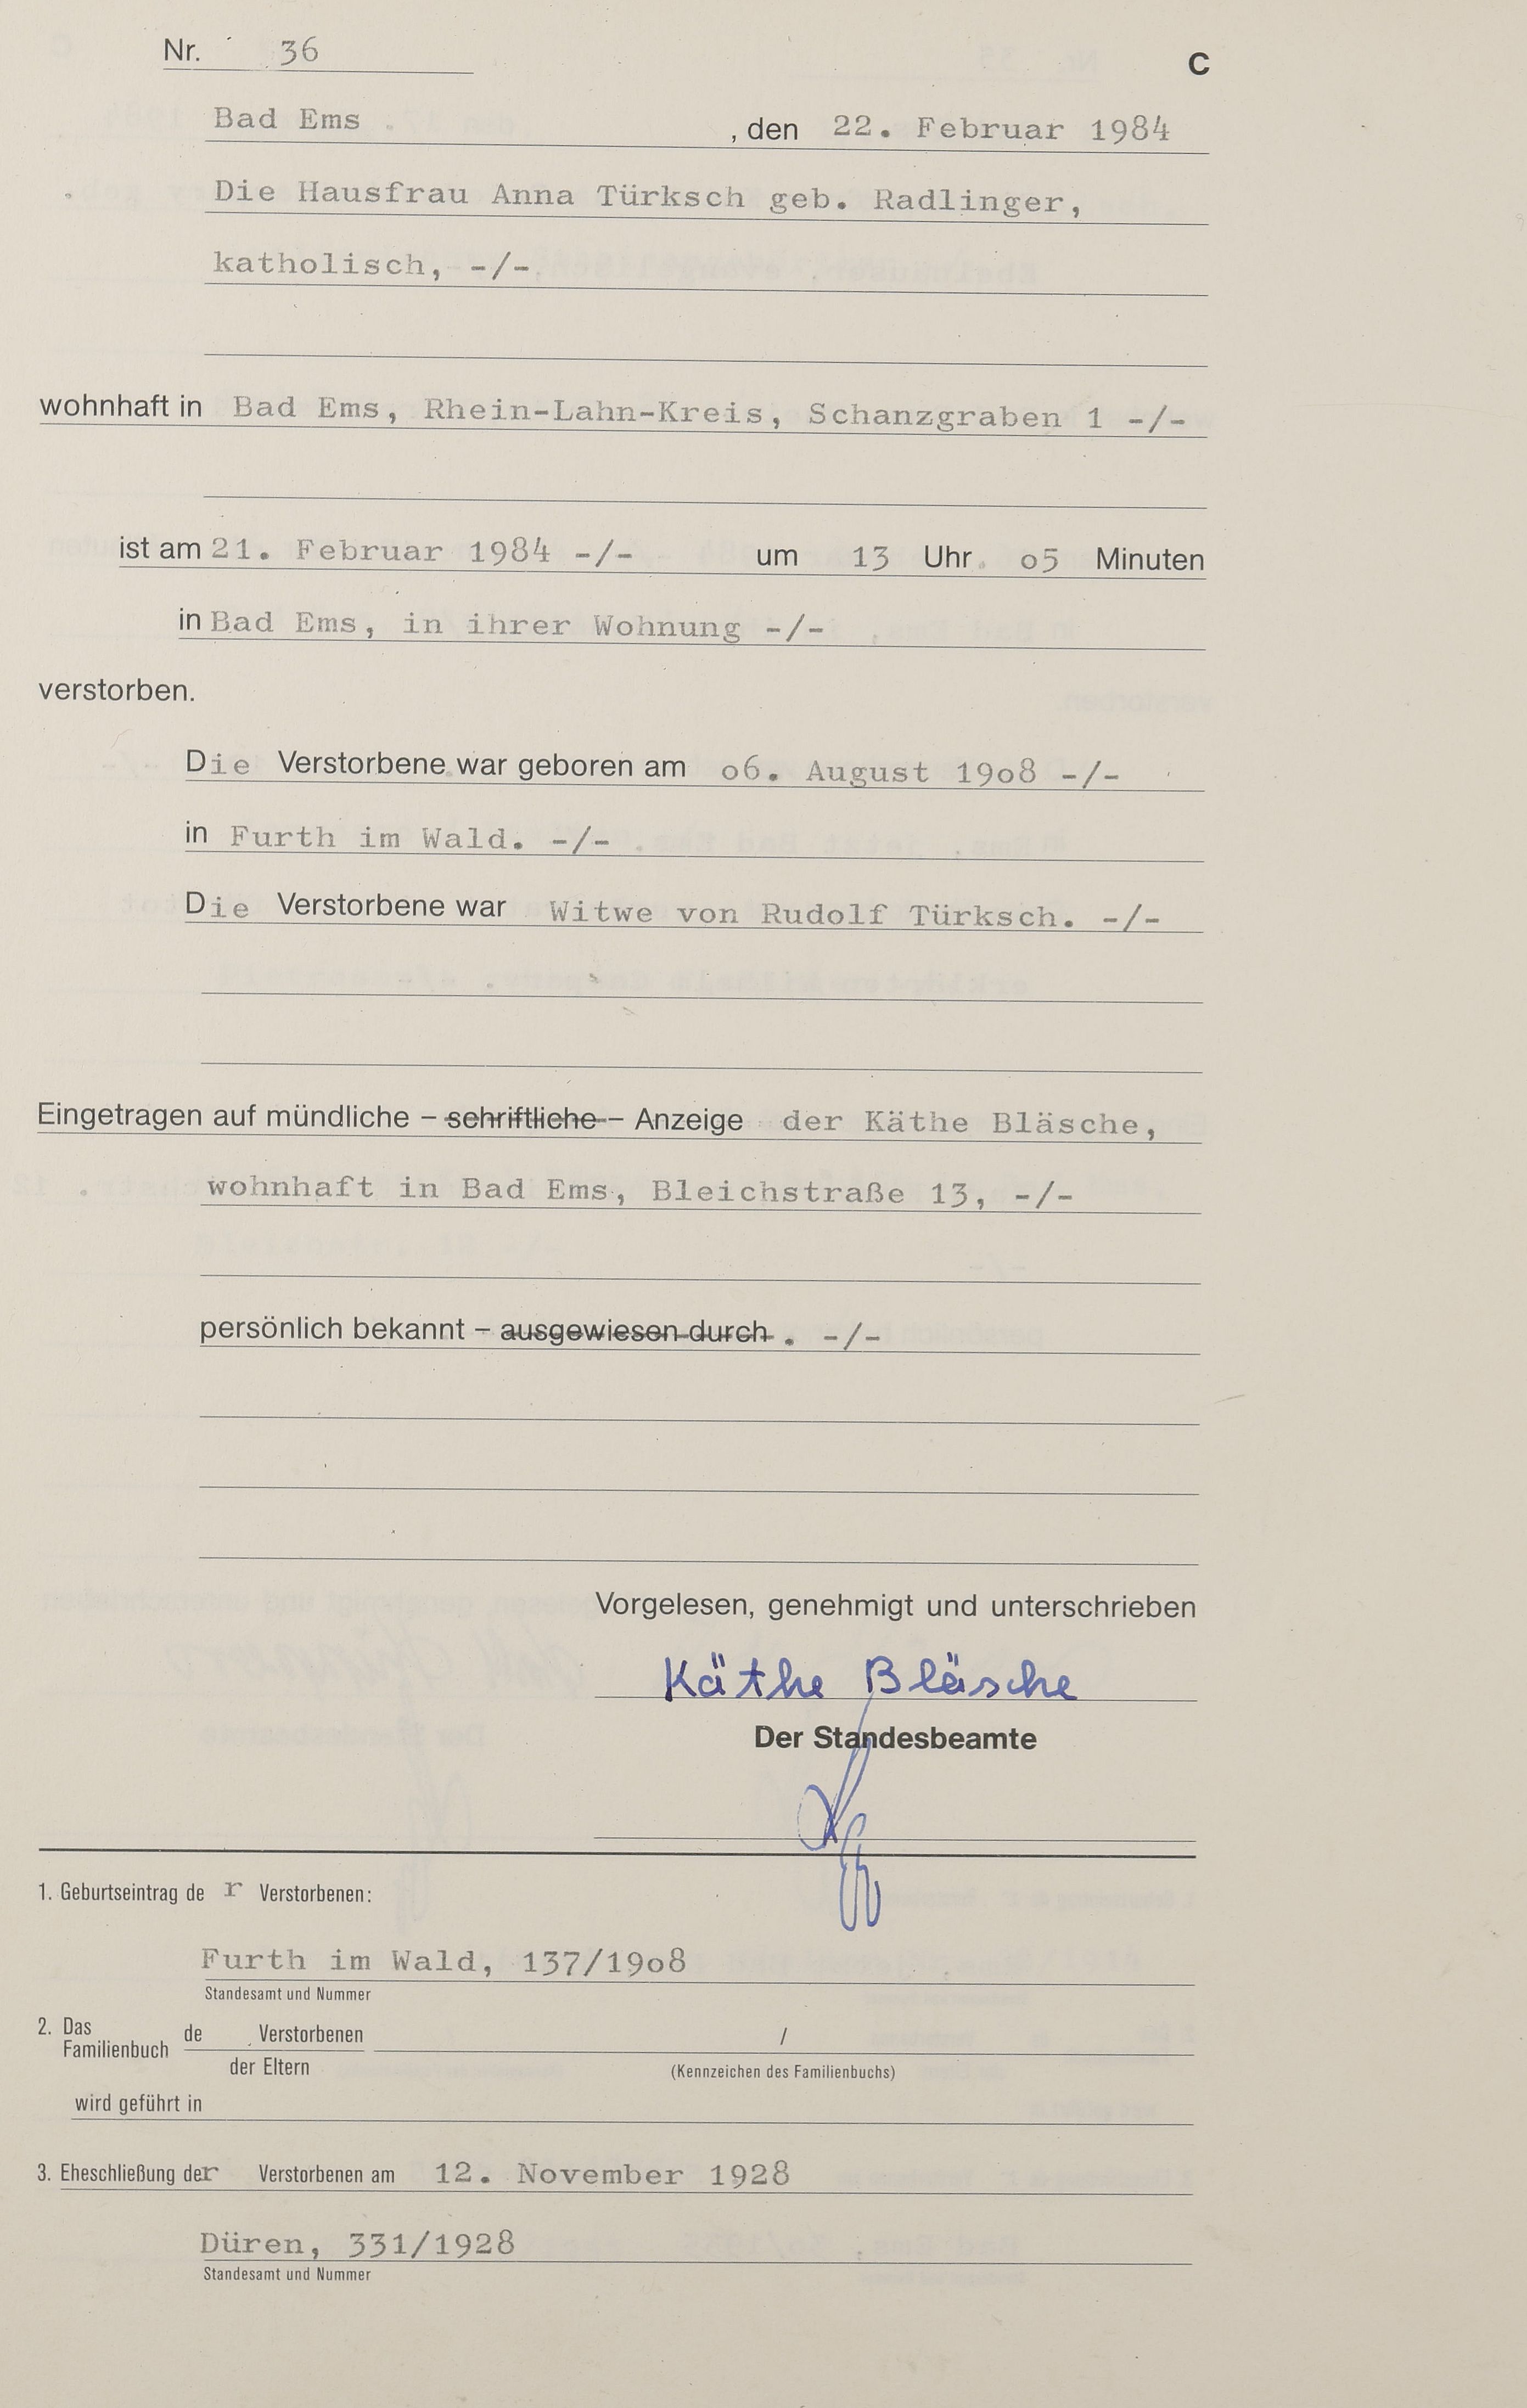 Nr. 36
C
Bad Ems , den 22. Februar 1984
Die Hausfrau Anna Türksch geb. Radlinger,
katholisch, -/-
wohnhaft in Bad Ems, Rhein-Lahn-Kreis, Schanzgraben 1 -/-
ist am 21. Februar 1984 -/- um 13 Uhr o5 Minuten
in Bad Ems, in ihrer Wohnung -/-
verstorben.
Die Verstorbene war geboren am o6. August 19o8 -/-
in Furth im Wald. -/-
Die Verstorbene war Witwe von Rudolf Türksch. -/-
Eingetragen auf mündliche – schriftliche – Anzeige der Käthe Bläsche,
wohnhaft in Bad Ems, Bleichstraße 13, -/-
persönlich bekannt – ausgewiesen durch . -/-
Vorgelesen, genehmigt und unterschrieben
Käthe Bläsche
Der Standesbeamte
1. Geburtseintrag de r Verstorbenen:
Furth im Wald, 137/19o8
Standesamt und Nummer
2. Das Familienbuch de Verstorbenen /
der Eltern (Kennzeichen des Familienbuchs)
wird geführt in
3. Eheschließung der Verstorbenen am 12. November 1928
Düren, 331/1928
Standesamt und Nummer